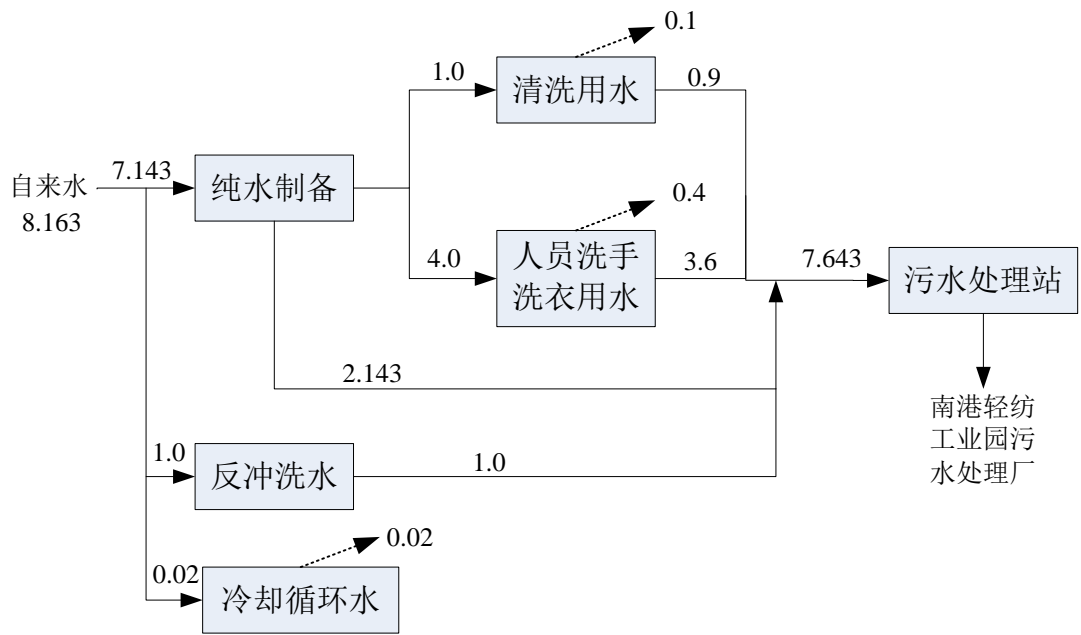 0.1
1.0
清洗用水
0.9
自来水
7.143
8.163
纯水制备
0.4
4.0
人员洗手
洗衣用水
3.6
7.643
污水处理站
2.143
南港轻纺
工业园污
水处理厂
1.0
反冲洗水
1.0
0.02
0.02
冷却循环水